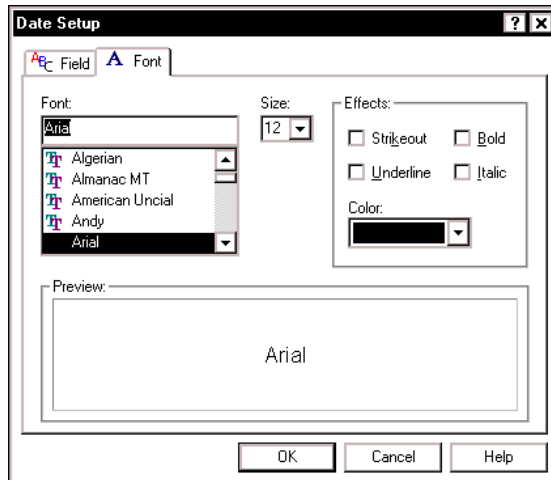 Date Setup
ABC Field A Font
Font: Size: Effects:
Arial 12 Strikeout Bold
Algerian
Almanac MT Underline Italic
American Uncial
Andy Color:
Arial
Preview:
Arial
OK Cancel Help